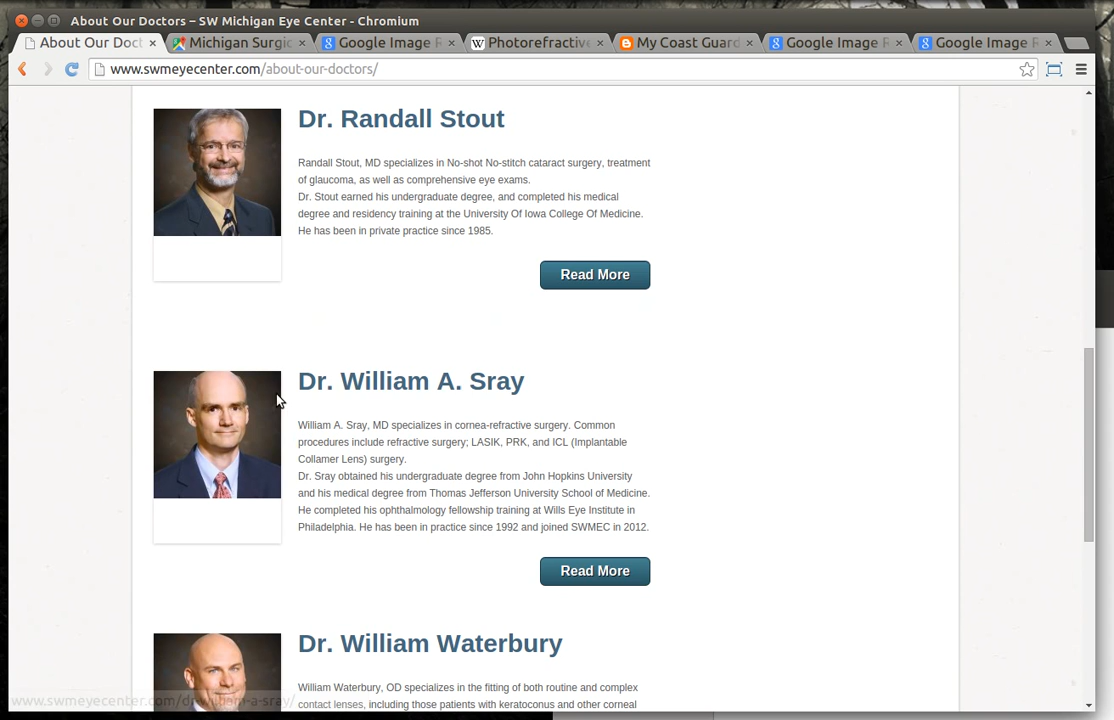 About Our Doctors – SW Michigan Eye Center - Chromium
About Our Doct
Michigan Surgic
Google Image R
Photorefractive
My Coast Guard
Google Image R
Google Image R
www.swmeyecenter.com/about-our-doctors/
Dr. Randall Stout
Randall Stout, MD specializes in No-shot No-stitch cataract surgery, treatment
of glaucoma, as well as comprehensive eye exams.
Dr. Stout earned his undergraduate degree, and completed his medical
degree and residency training at the University Of Iowa College Of Medicine.
He has been in private practice since 1985.
Read More
Dr. William A. Sray
William A. Sray, MD specializes in cornea-refractive surgery. Common
procedures include refractive surgery; LASIK, PRK, and ICL (Implantable
Collamer Lens) surgery.
Dr. Sray obtained his undergraduate degree from John Hopkins University
and his medical degree from Thomas Jefferson University School of Medicine.
He completed his ophthalmology fellowship training at Wills Eye Institute in
Philadelphia. He has been in practice since 1992 and joined SWMEC in 2012.
Read More
Dr. William Waterbury
William Waterbury, OD specializes in the fitting of both routine and complex
contact lenses, including those patients with keratoconus and other corneal
www.swmeyecenter.com/dr-william-a-sray/